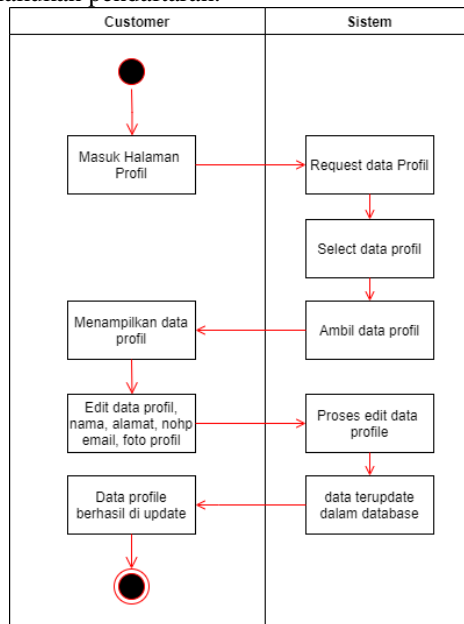 Customer
Sistem
Masuk Halaman
Profil
Request data Profil
Select data profil
Ambil data profil
Menampilkan data
profil
Edit data profil,
nama, alamat, nohp
email, foto profil
Proses edit data
profile
data terupdate
dalam database
Data profile
berhasil di update